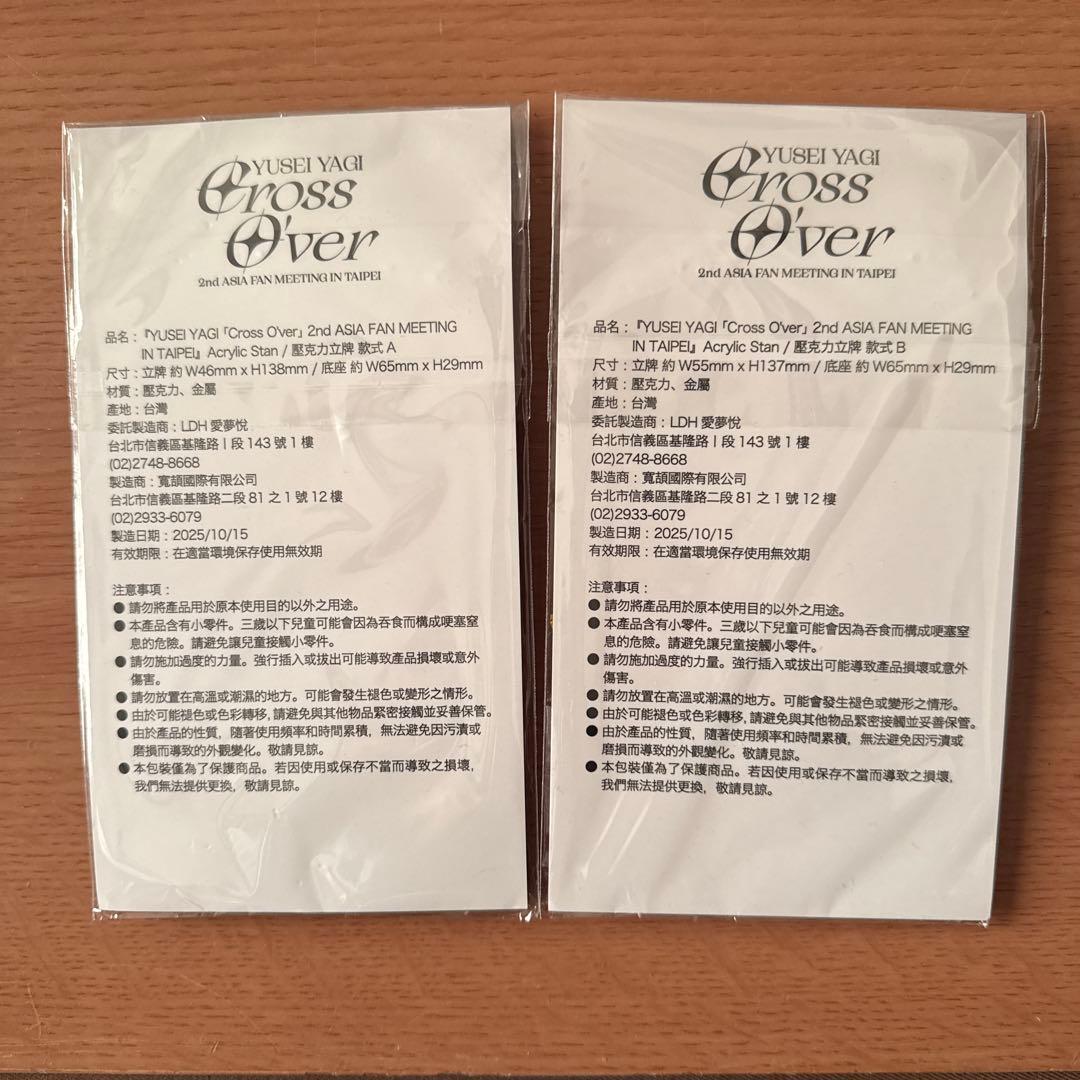 YUSEI YAGI
Cross
O'ver
2nd ASIA FAN MEETING IN TAIPEI
品名：『YUSEI YAGI「Cross O'ver」2nd ASIA FAN MEETING
IN TAIPEI』Acrylic Stan / 壓克力立牌 款式 A
尺寸：立牌 約 W46mm x H138mm / 底座 約 W65mm x H29mm
材質：壓克力、金屬
產地：台灣
委託製造商：LDH 愛夢悅
台北市信義區基隆路 I 段 143 號 1 樓
(02)2748-8668
製造商：寬頡國際有限公司
台北市信義區基隆路二段 81 之 1 號 12 樓
(02)2933-6079
製造日期：2025/10/15
有效期限：在適當環境保存使用無效期
注意事項：
● 請勿將產品用於原本使用目的以外之用途。
● 本產品含有小零件。三歲以下兒童可能會因為吞食而構成哽塞窒
息的危險。請避免讓兒童接觸小零件。
● 請勿施加過度的力量。強行插入或拔出可能導致產品損壞或意外
傷害。
● 請勿放置在高溫或潮濕的地方。可能會發生褪色或變形之情形。
● 由於可能褪色或色彩轉移，請避免與其他物品緊密接觸並妥善保管。
● 由於產品的性質，隨著使用頻率和時間累積，無法避免因污漬或
磨損而導致的外觀變化。敬請見諒。
● 本包裝僅為了保護商品。若因使用或保存不當而導致之損壞，
我們無法提供更換，敬請見諒。
YUSEI YAGI
Cross
O'ver
2nd ASIA FAN MEETING IN TAIPEI
品名：『YUSEI YAGI「Cross O'ver」2nd ASIA FAN MEETING
IN TAIPEI』Acrylic Stan / 壓克力立牌 款式 B
尺寸：立牌 約 W55mm x H137mm / 底座 約 W65mm x H29mm
材質：壓克力、金屬
產地：台灣
委託製造商：LDH 愛夢悅
台北市信義區基隆路 I 段 143 號 1 樓
(02)2748-8668
製造商：寬頡國際有限公司
台北市信義區基隆路二段 81 之 1 號 12 樓
(02)2933-6079
製造日期：2025/10/15
有效期限：在適當環境保存使用無效期
注意事項：
● 請勿將產品用於原本使用目的以外之用途。
● 本產品含有小零件。三歲以下兒童可能會因為吞食而構成哽塞窒
息的危險。請避免讓兒童接觸小零件。
● 請勿施加過度的力量。強行插入或拔出可能導致產品損壞或意外
傷害。
● 請勿放置在高溫或潮濕的地方。可能會發生褪色或變形之情形。
● 由於可能褪色或色彩轉移，請避免與其他物品緊密接觸並妥善保管。
● 由於產品的性質，隨著使用頻率和時間累積，無法避免因污漬或
磨損而導致的外觀變化。敬請見諒。
● 本包裝僅為了保護商品。若因使用或保存不當而導致之損壞，
我們無法提供更換，敬請見諒。